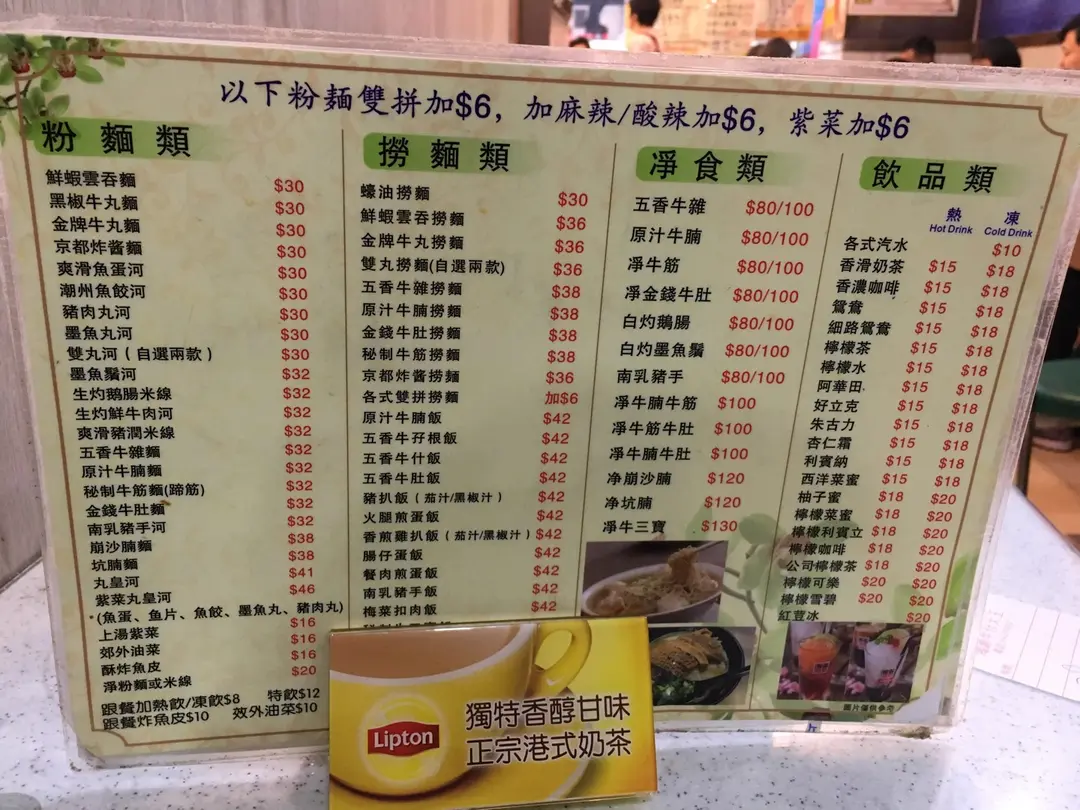 以下粉麵雙拼加$6，加麻辣/酸辣加$6，紫菜加$6
粉麵類
鮮蝦雲吞麵 $30
黑椒牛丸麵 $30
金牌牛丸麵 $30
京都炸醬麵 $30
爽滑魚蛋河 $30
潮州魚餃河 $30
豬肉丸河 $30
墨魚丸河 $30
雙丸河（自選兩款） $30
墨魚鬚河 $32
生灼鵝腸米線 $32
生灼鮮牛肉河 $32
爽滑豬潤米線 $32
五香牛雜麵 $32
原汁牛腩麵 $32
秘制牛筋麵(蹄筋) $32
金錢牛肚麵 $32
南乳豬手河 $32
崩沙腩麵 $38
坑腩麵 $38
丸皇河 $41
紫菜丸皇河 $46
(魚蛋、魚片、魚餃、墨魚丸、豬肉丸)
上湯紫菜 $16
郊外油菜 $16
酥炸魚皮 $16
淨粉麵或米線 $20
跟餐加熱飲/凍飲$8 特飲$12
跟餐炸魚皮$10 效外油菜$10
撈麵類
蠔油撈麵 $30
鮮蝦雲吞撈麵 $36
金牌牛丸撈麵 $36
雙丸撈麵(自選兩款) $36
五香牛雜撈麵 $38
原汁牛腩撈麵 $38
金錢牛肚撈麵 $38
秘制牛筋撈麵 $38
京都炸醬撈麵 $36
各式雙拼撈麵 加$6
原汁牛腩飯 $42
五香牛孖根飯 $42
五香牛什飯 $42
五香牛肚飯 $42
豬扒飯（茄汁/黑椒汁） $42
火腿煎蛋飯 $42
香煎雞扒飯（茄汁/黑椒汁） $42
腸仔蛋飯 $42
餐肉煎蛋飯 $42
南乳豬手飯 $42
梅菜扣肉飯 $42
淨食類
五香牛雜 $80/100
原汁牛腩 $80/100
淨牛筋 $80/100
淨金錢牛肚 $80/100
白灼鵝腸 $80/100
白灼墨魚鬚 $80/100
南乳豬手 $80/100
淨牛腩牛筋 $100
淨牛筋牛肚 $100
淨牛腩牛肚 $100
净崩沙腩 $120
净坑腩 $120
淨牛三寶 $130
飲品類
熱 凍
Hot Drink Cold Drink
各式汽水 $10
香滑奶茶 $15 $18
香濃咖啡 $15 $18
鴛鴦 $15 $18
細路鴛鴦 $15 $18
檸檬茶 $15 $18
檸檬水 $15 $18
阿華田 $15 $18
好立克 $15 $18
朱古力 $15 $18
杏仁霜 $15 $18
利賓納 $15 $18
西洋菜蜜 $15 $18
柚子蜜 $18 $20
檸檬菜蜜 $18 $20
檸檬利賓立 $18 $20
檸檬咖啡 $18 $20
公司檸檬茶 $18 $20
檸檬可樂 $20 $20
檸檬雪碧 $20 $20
紅荳冰 $20
圖片僅供參考
Lipton
獨特香醇甘味
正宗港式奶茶